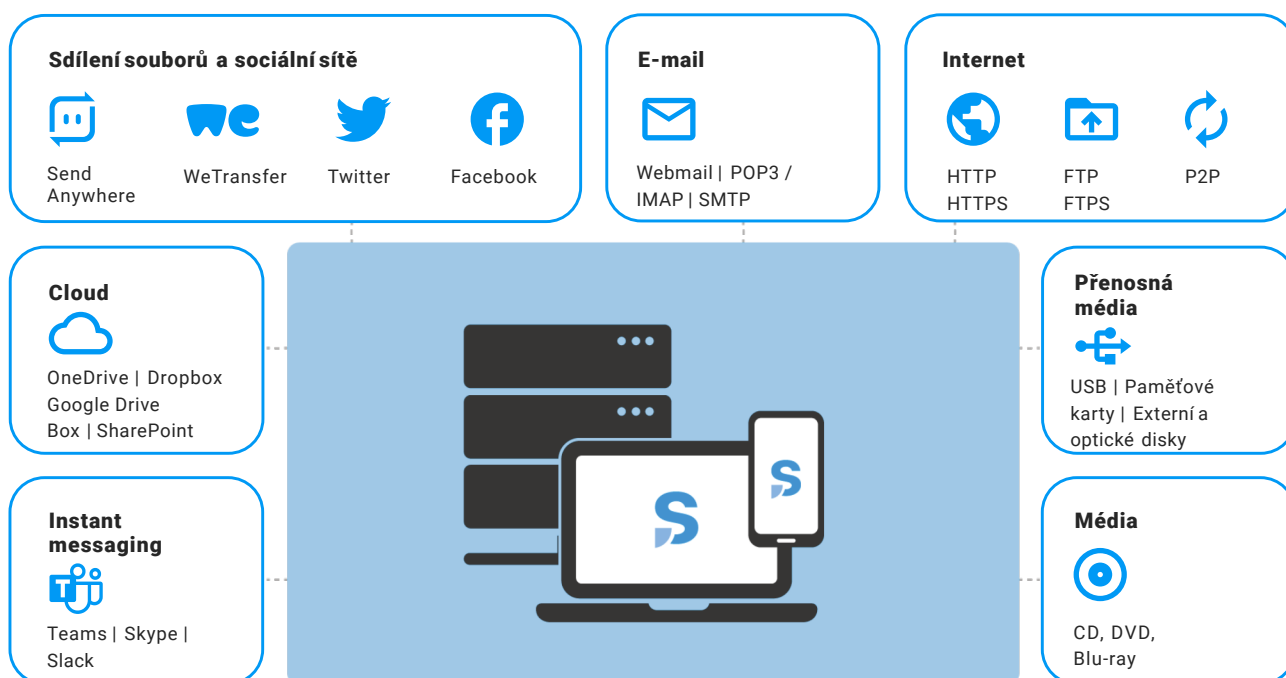 Sdílení souborů a sociální sítě
Send
Anywhere
WeTransfer
Twitter
Facebook
E-mail
Webmail | POP3 /
IMAP | SMTP
Internet
HTTP
HTTPS
FTP
FTPS
P2P
Cloud
OneDrive | Dropbox
Google Drive
Box | SharePoint
Přenosná
média
USB | Paměťové
karty | Externí a
optické disky
Instant
messaging
T
Teams | Skype |
Slack
S
S
Média
CD, DVD,
Blu-ray